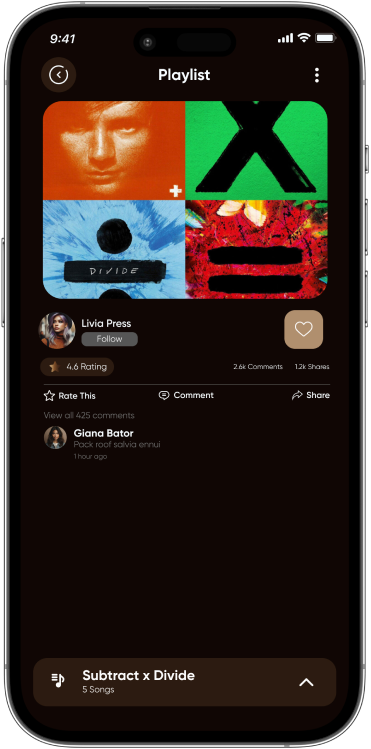 9:41
Playlist
DIVIDE
Livia Press
Follow
4.6 Rating
2.6k Comments
1.2k Shares
Rate This
Comment
Share
View all 425 comments
Giana Bator
Pack roof salvia ennui
1 hour ago
Subtract x Divide
5 Songs